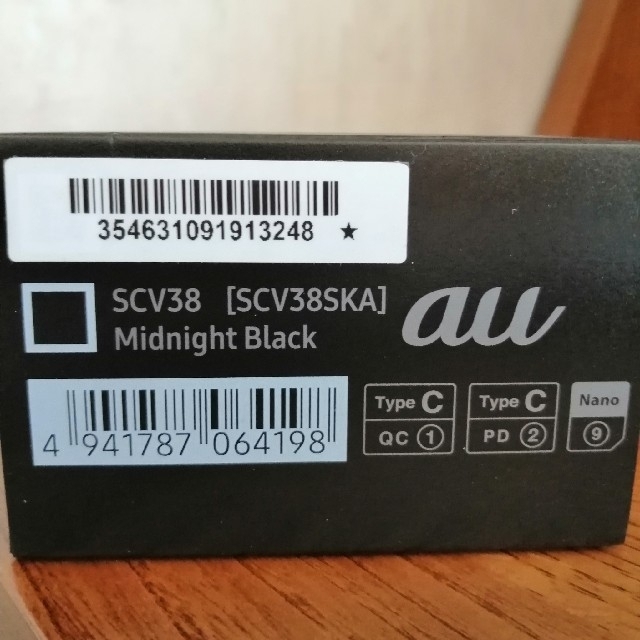 354631091913248 ★
SCV38 [SCV38SKA]
Midnight Black
au
4 941787 064198
Type C
QC ①
Type C
PD ②
Nano
⑨